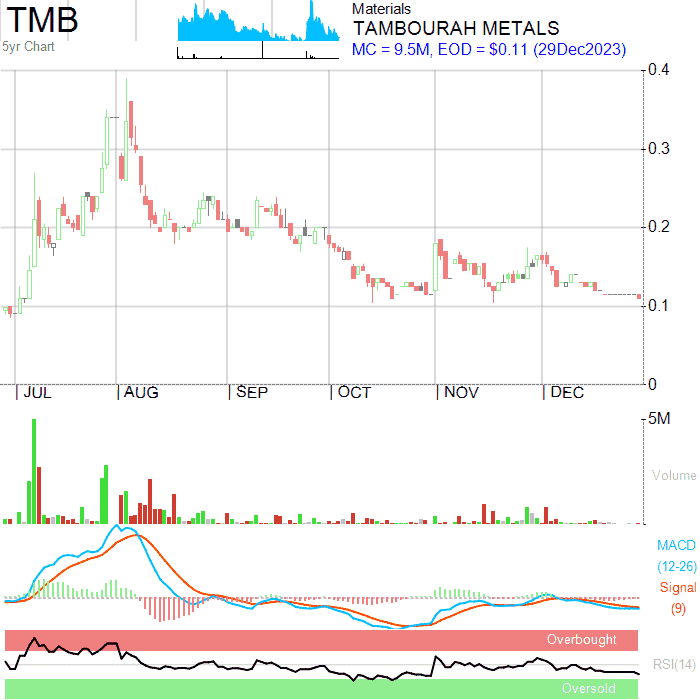 TMB
5yr Chart
Materials
TAMBOURAH METALS
MC = 9.5M, EOD = $0.11 (29Dec2023)
0.4
0.3
0.2
0.1
0
JUL AUG SEP OCT NOV DEC
5M
Volume
MACD
(12-26)
Signal
(9)
Overbought
RSI(14)
Oversold